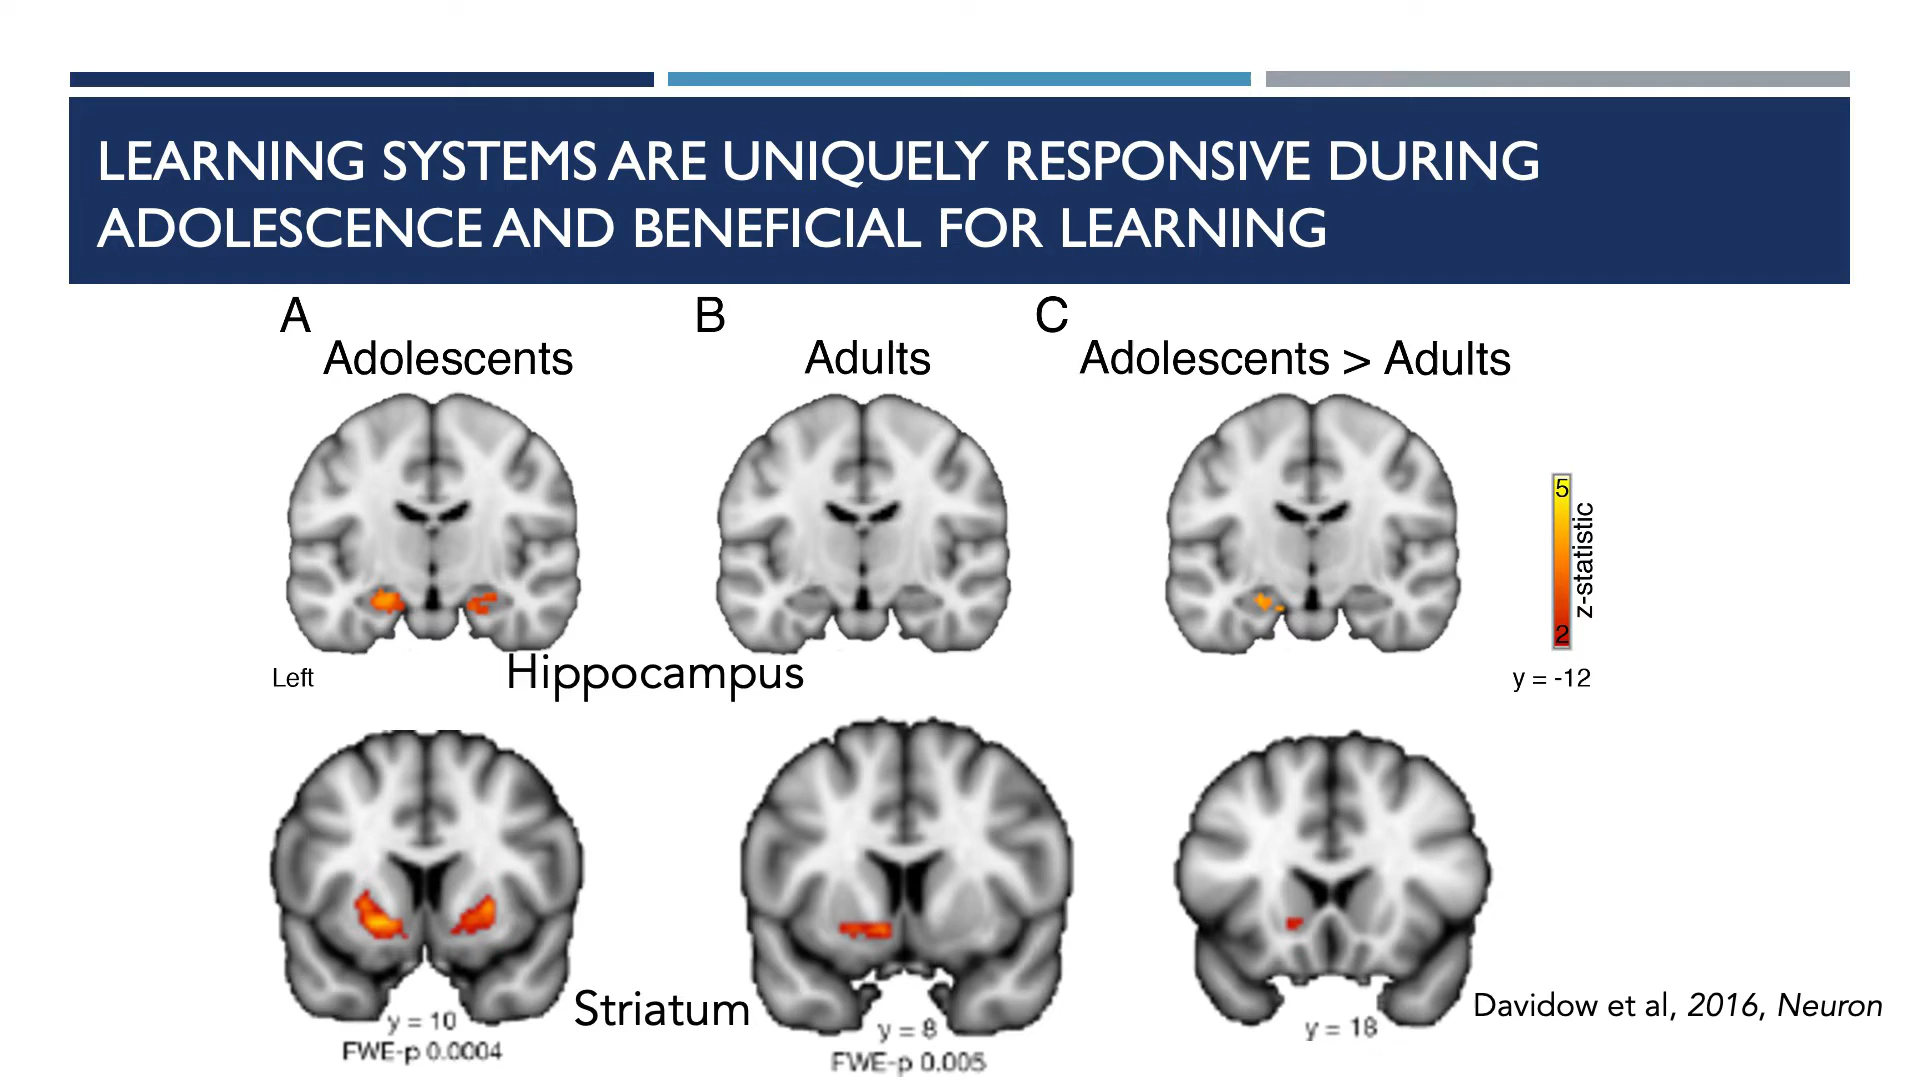 LEARNING SYSTEMS ARE UNIQUELY RESPONSIVE DURING
ADOLESCENCE AND BENEFICIAL FOR LEARNING
A
Adolescents
B
Adults
C
Adolescents > Adults
5
z-statistic
2
Left
Hippocampus
y = -12
Striatum
y = 10
FWE-p 0.0004
y = 8
FWE-p 0.005
y = 18
Davidow et al, 2016, Neuron